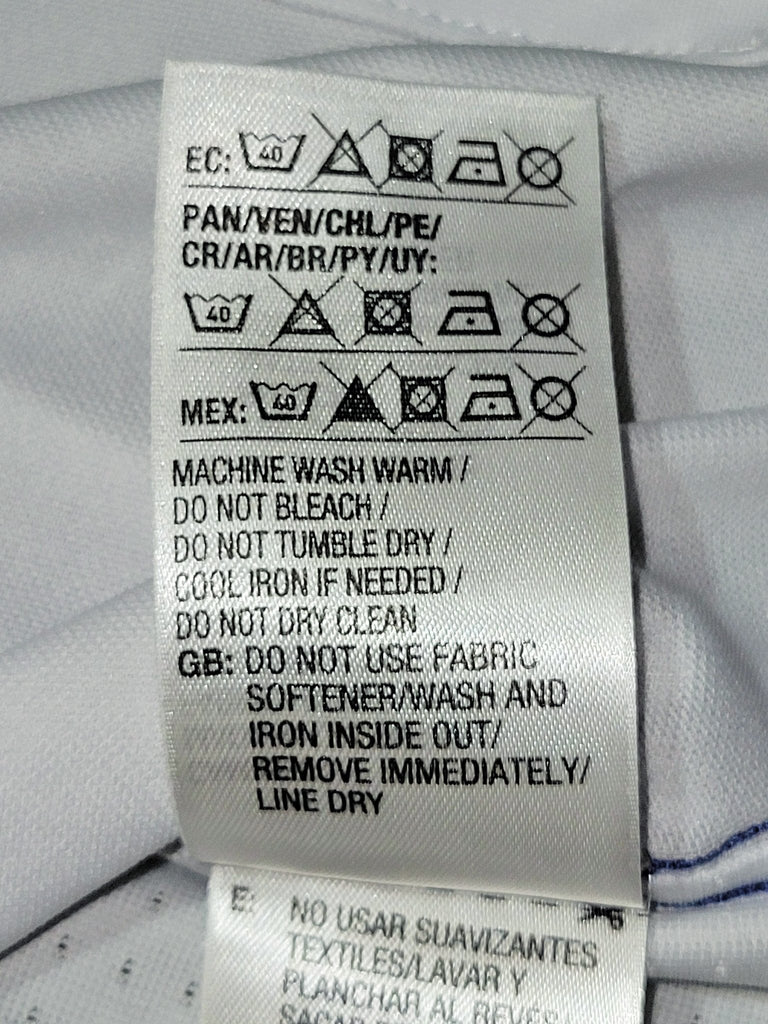 EC: 40
PAN/VEN/CHL/PE/
CR/AR/BR/PY/UY:
40
MEX: 40
MACHINE WASH WARM /
DO NOT BLEACH /
DO NOT TUMBLE DRY /
COOL IRON IF NEEDED /
DO NOT DRY CLEAN
GB: DO NOT USE FABRIC
SOFTENER/WASH AND
IRON INSIDE OUT/
REMOVE IMMEDIATELY/
LINE DRY
E: NO USAR SUAVIZANTES
TEXTILES/LAVAR Y
PLANCHAR AL